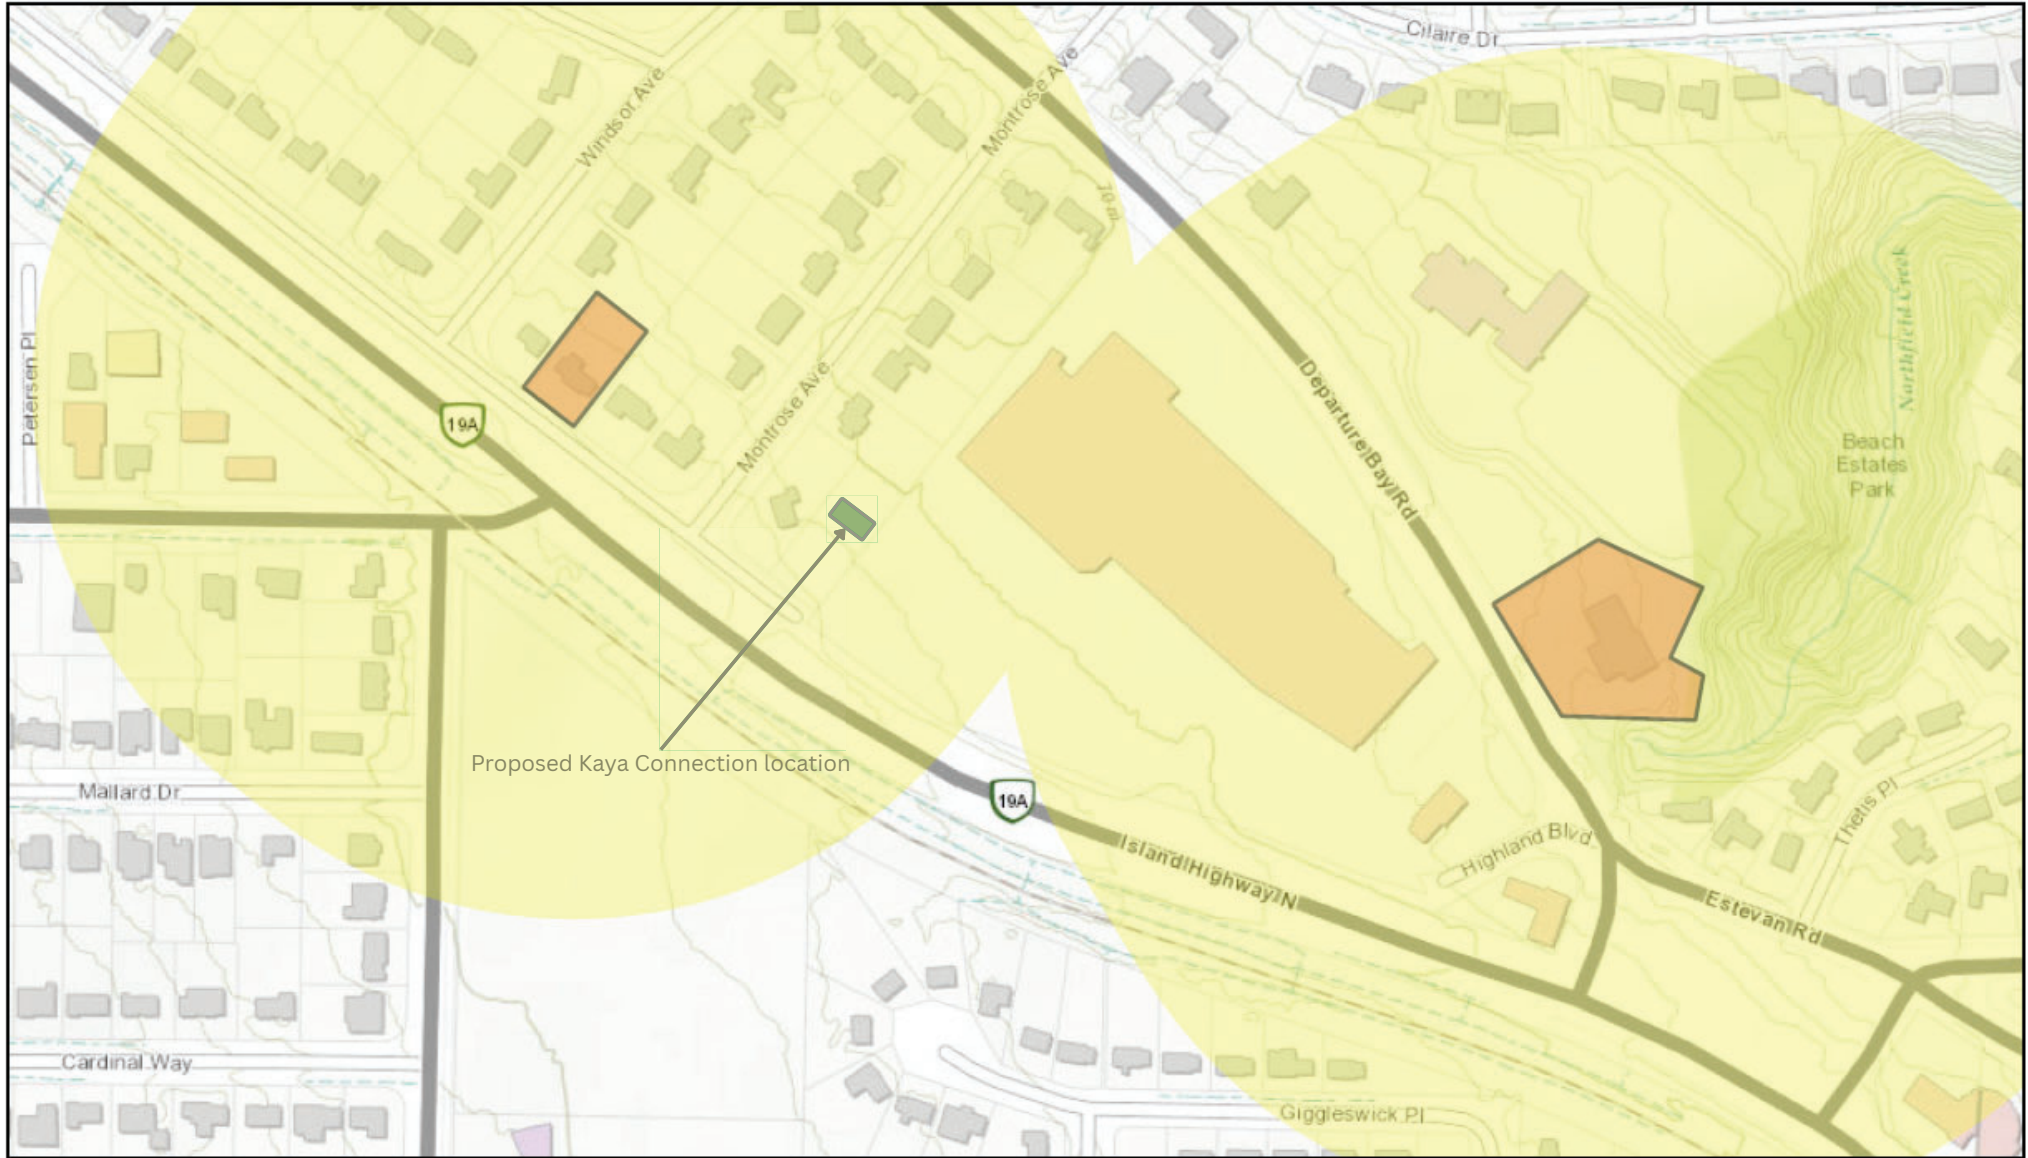 Cilaire Dr
Windsor Ave
Montrose Ave
70 m
Northfield Creek
Petersen Pl
19A
Departure Bay Rd
Montrose Ave
Beach
Estates
Park
Proposed Kaya Connection location
Mallard Dr
19A
Island Highway N
Highland Blvd
Thetis Pl
Estevan Rd
Cardinal Way
Giggleswick Pl